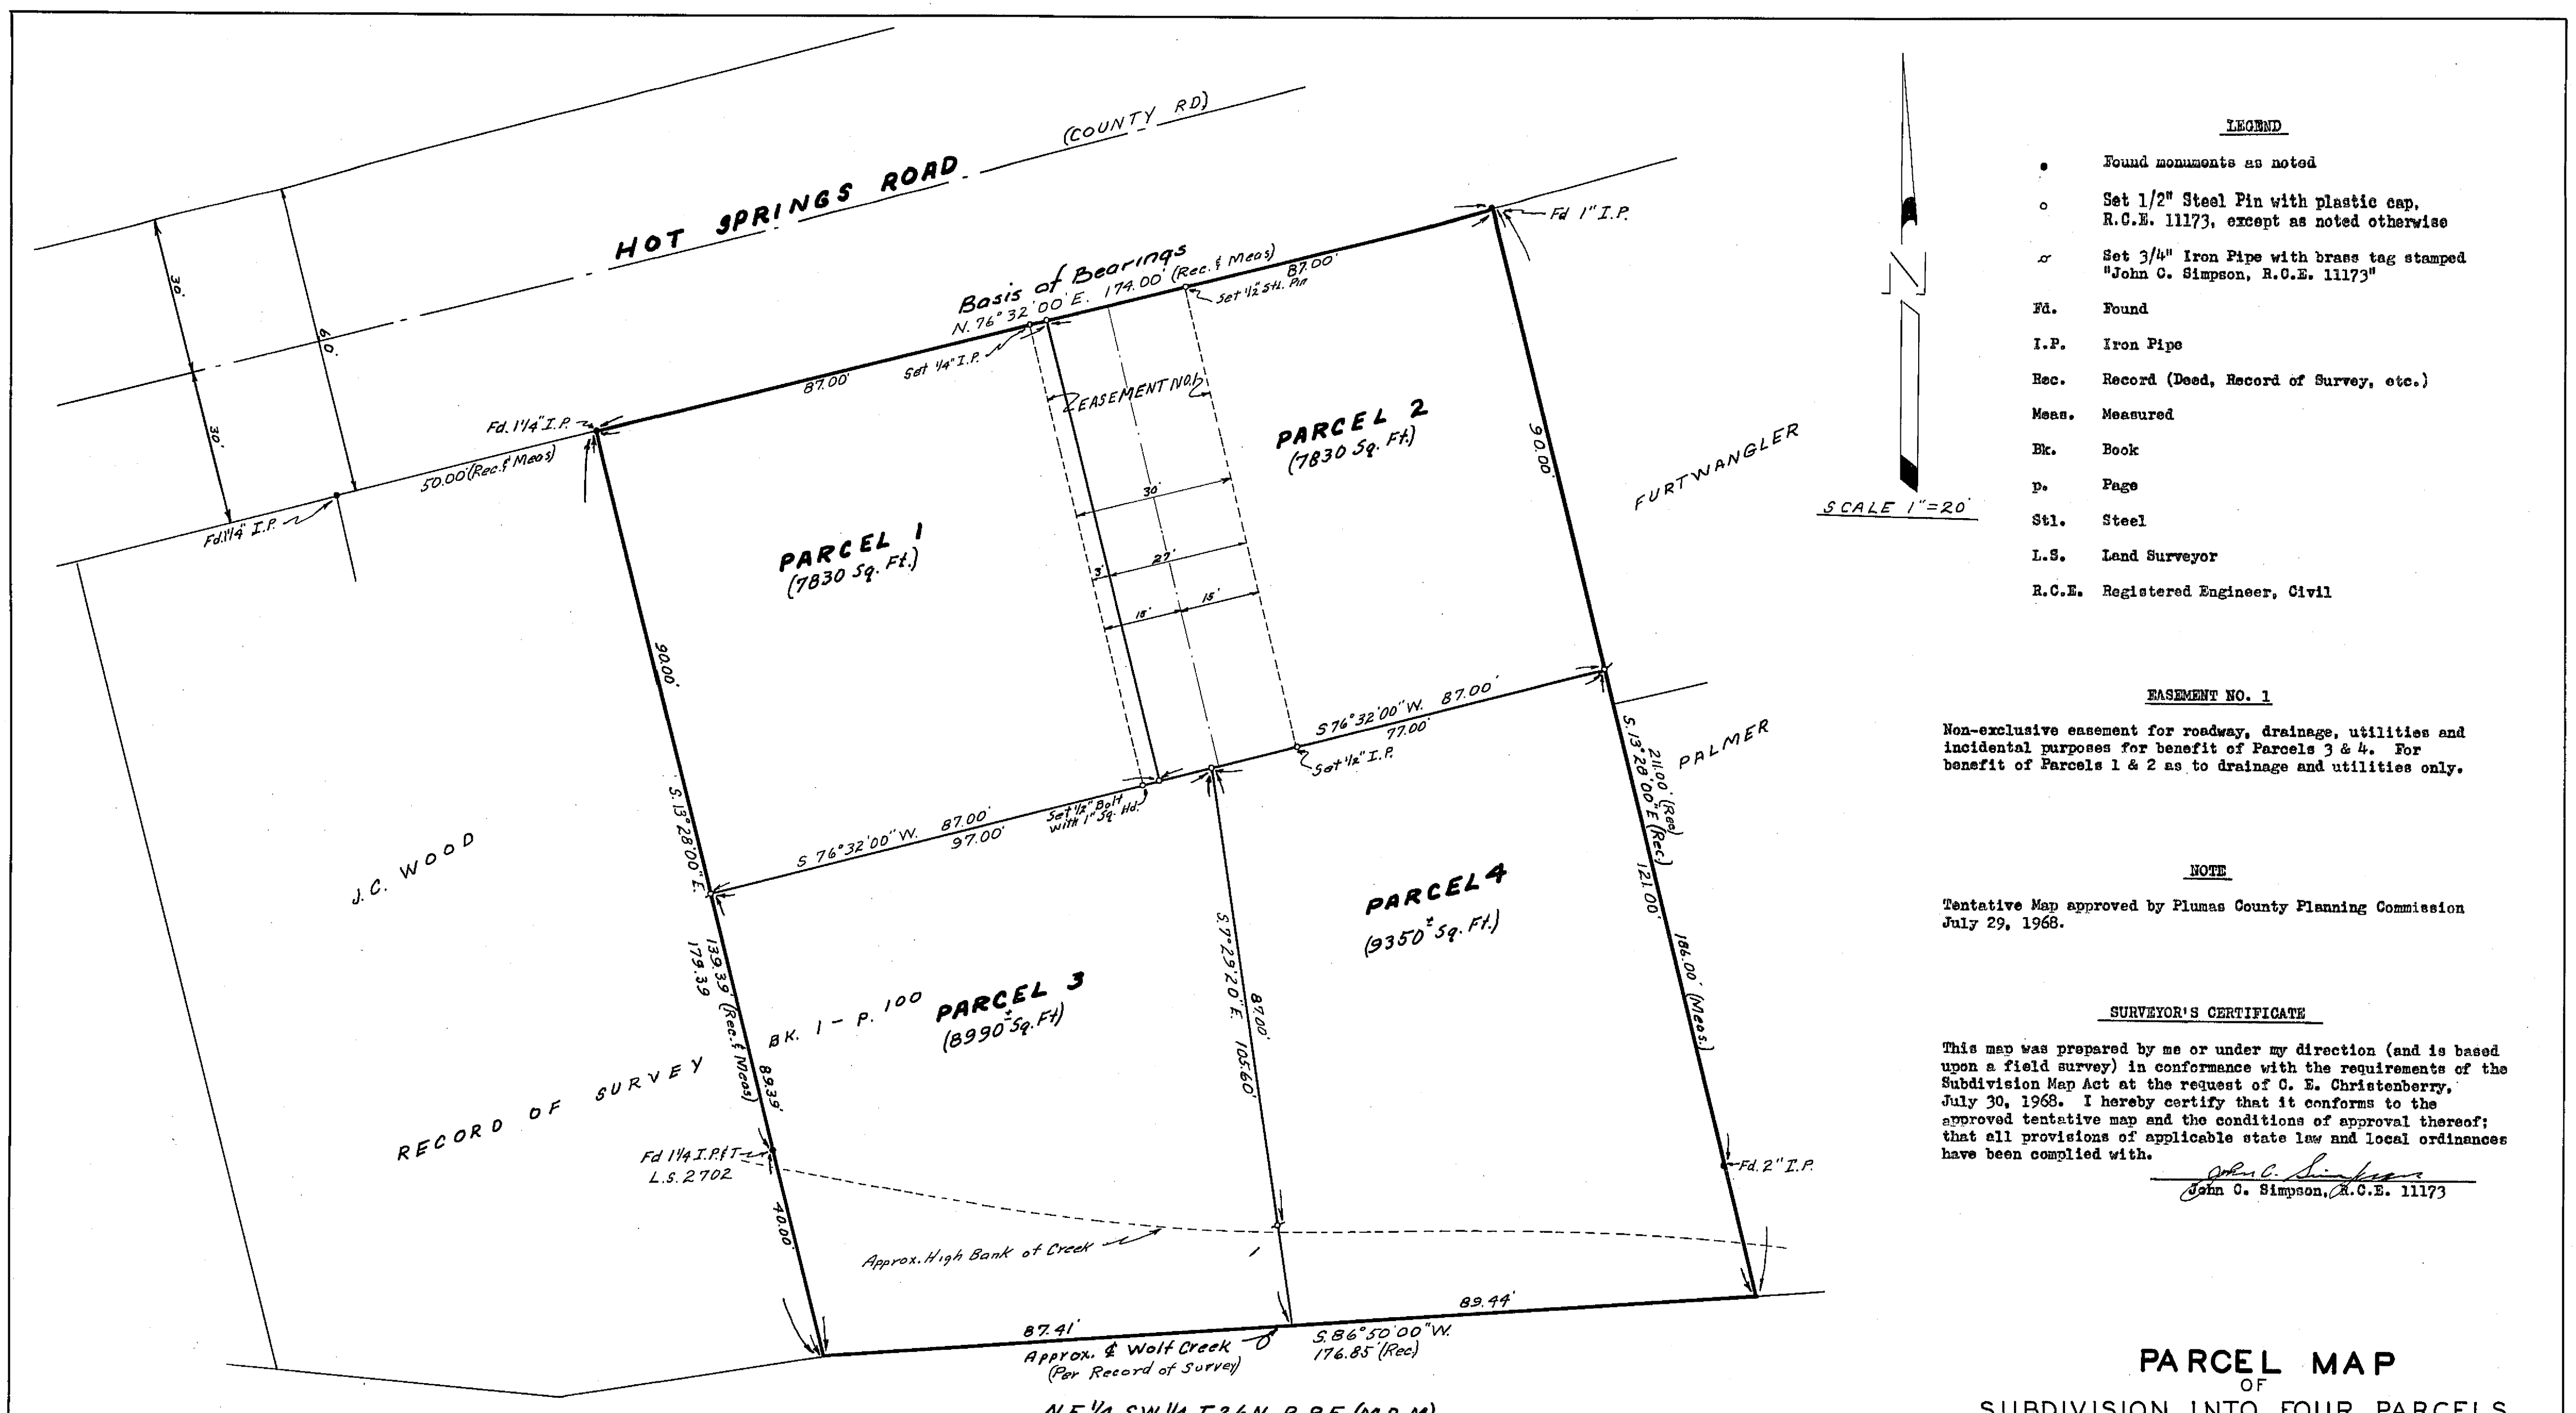 (COUNTY RD)
HOT SPRINGS ROAD
30'
60'
30'
Fd. 1¼" I.P.
50.00' (Rec. & Meas)
Fd. 1¼" I.P.
Basis of Bearings
N. 76° 32' 00" E. 174.00' (Rec. & Meas)
87.00'
87.00'
Set ¼" I.P.
Set ½" Stl. Pin
Fd 1" I.P.
EASEMENT NO. 1
PARCEL 1
(7830 Sq. Ft.)
PARCEL 2
(7830 Sq. Ft.)
30'
27'
3'
15'
15'
90.00'
90.00'
FURTWANGLER
PALMER
S 76° 32' 00" W. 87.00'
77.00'
Set ½" I.P.
S 76° 32' 00" W. 87.00'
97.00'
Set ½" Bolt
with 1" Sq. Hd.
S. 13° 28' 00" E.
139.39' (Rec. & Meas)
179.39
89.39'
211.00' (Rec)
S. 13° 28' 00" E (Rec.)
121.00'
186.00' (Meas.)
J.C. WOOD
RECORD OF SURVEY BK. 1 - P. 100
PARCEL 3
(8990± Sq. Ft)
PARCEL 4
(9350± Sq. Ft.)
S. 7° 29' 20" E. 105.60'
87.00'
Fd 1¼ I.P. & T
L.S. 2702
40.00'
Fd. 2" I.P.
Approx. High Bank of Creek
87.41'
89.44'
Approx. ℄ Wolf Creek
(Per Record of Survey)
S. 86° 50' 00" W.
176.85' (Rec)
N
SCALE 1"=20'
LEGEND
Found monuments as noted
Set 1/2" Steel Pin with plastic cap,
R.C.E. 11173, except as noted otherwise
Set 3/4" Iron Pipe with brass tag stamped
"John C. Simpson, R.C.E. 11173"
Fd. Found
I.P. Iron Pipe
Rec. Record (Deed, Record of Survey, etc.)
Meas. Measured
Bk. Book
p. Page
Stl. Steel
L.S. Land Surveyor
R.C.E. Registered Engineer, Civil
EASEMENT NO. 1
Non-exclusive easement for roadway, drainage, utilities and
incidental purposes for benefit of Parcels 3 & 4. For
benefit of Parcels 1 & 2 as to drainage and utilities only.
NOTE
Tentative Map approved by Plumas County Planning Commission
July 29, 1968.
SURVEYOR'S CERTIFICATE
This map was prepared by me or under my direction (and is based
upon a field survey) in conformance with the requirements of the
Subdivision Map Act at the request of C. E. Christenberry,
July 30, 1968. I hereby certify that it conforms to the
approved tentative map and the conditions of approval thereof;
that all provisions of applicable state law and local ordinances
have been complied with.
John C. Simpson
John C. Simpson, R.C.E. 11173
PARCEL MAP
OF
SUBDIVISION INTO FOUR PARCELS